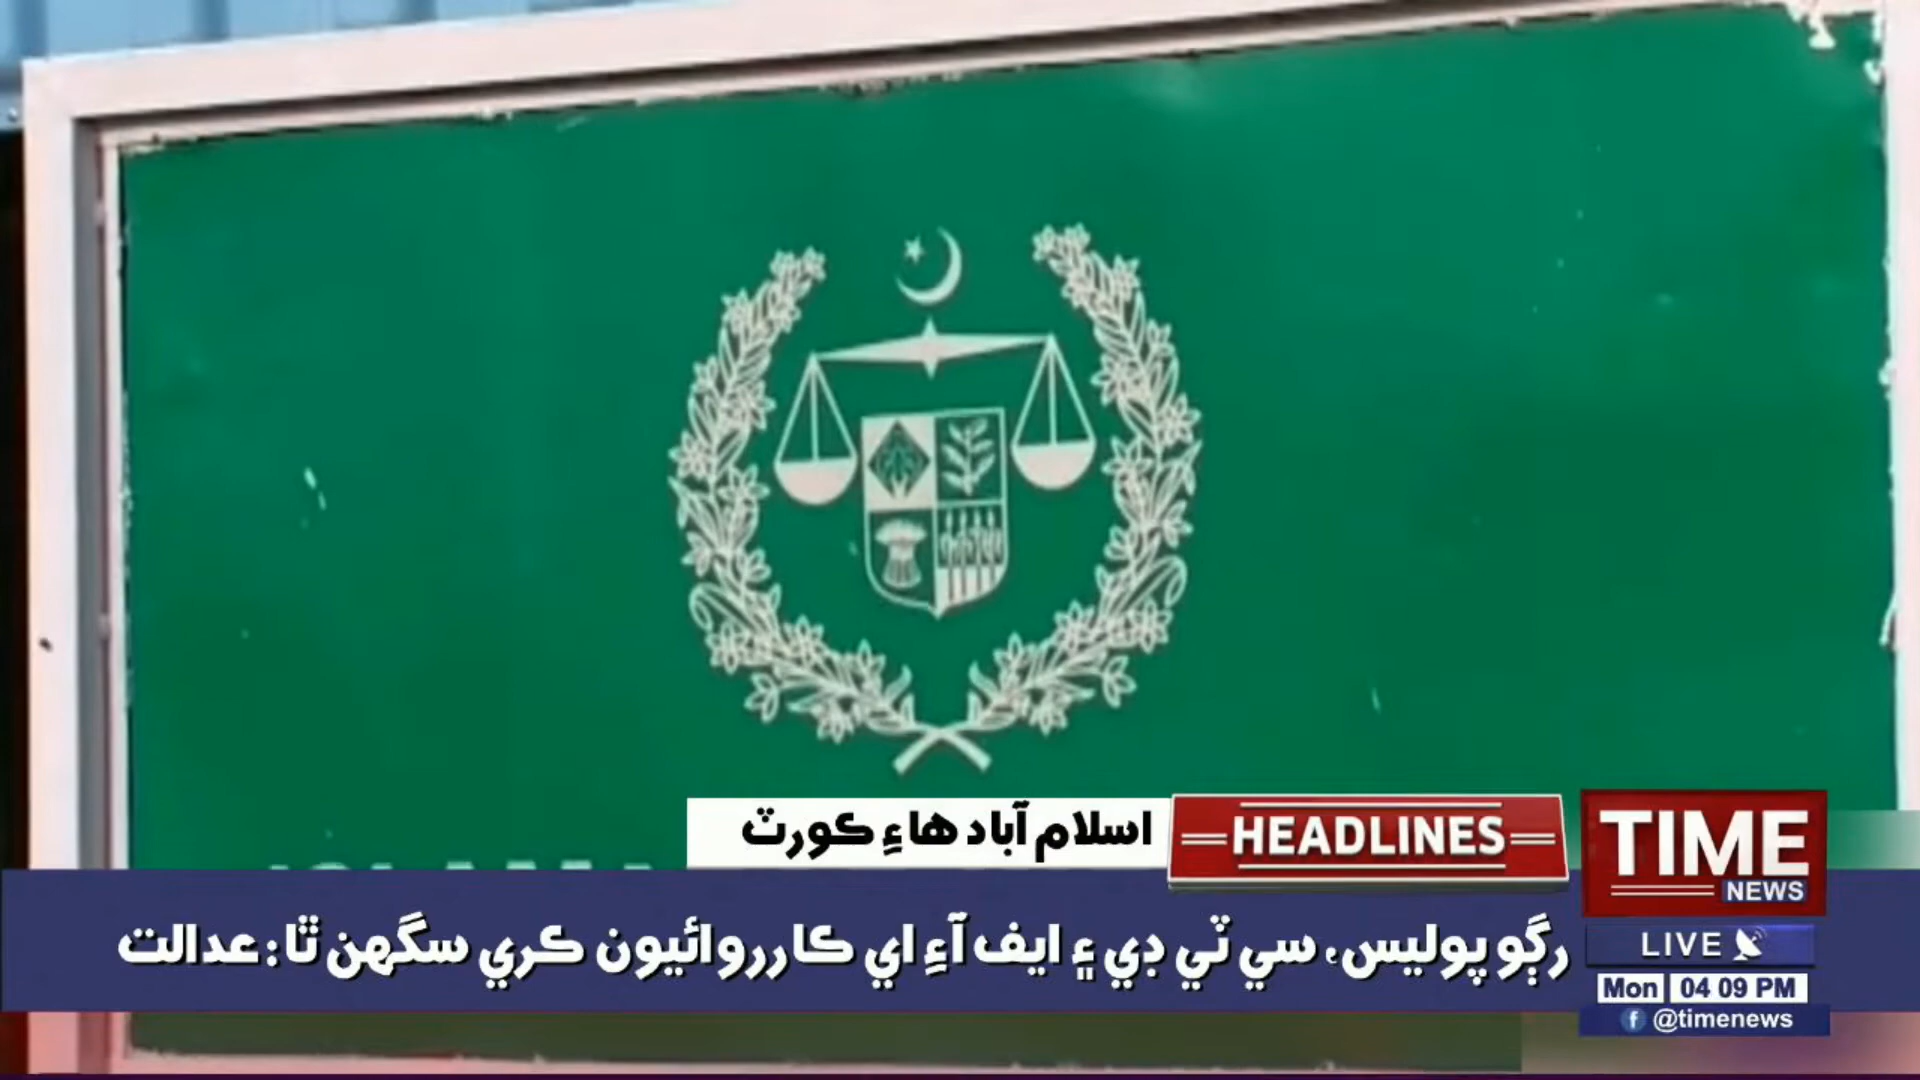 اسلام آباد هاءِ ڪورٽ
HEADLINES
TIME
NEWS
رڳو پوليس، سي ٽي ڊي ۽ ايف آءِ اي ڪارروائيون ڪري سگهن ٿا: عدالت
LIVE
Mon 04 09 PM
@timenews